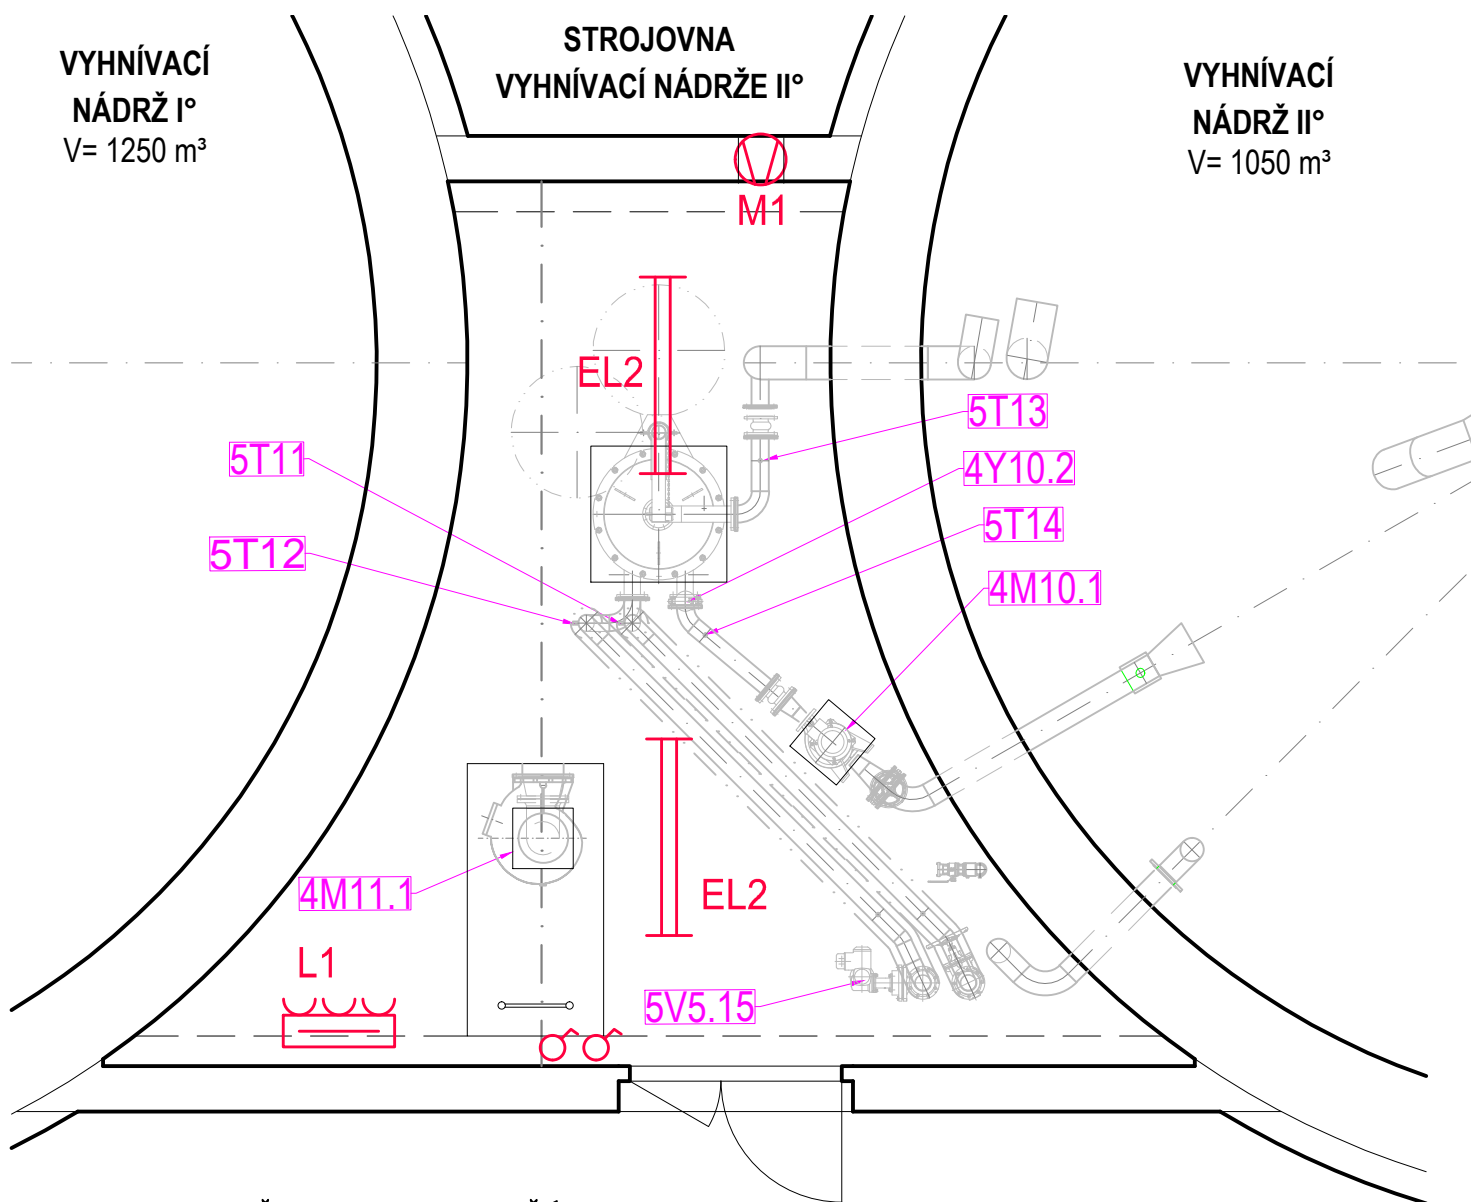 VYHNÍVACÍ
NÁDRŽ I°
V= 1250 m³
STROJOVNA
VYHNÍVACÍ NÁDRŽE II°
VYHNÍVACÍ
NÁDRŽ II°
V= 1050 m³
M1
EL2
5T13
5T11
4Y10.2
5T14
5T12
4M10.1
4M11.1
EL2
L1
5V5.15